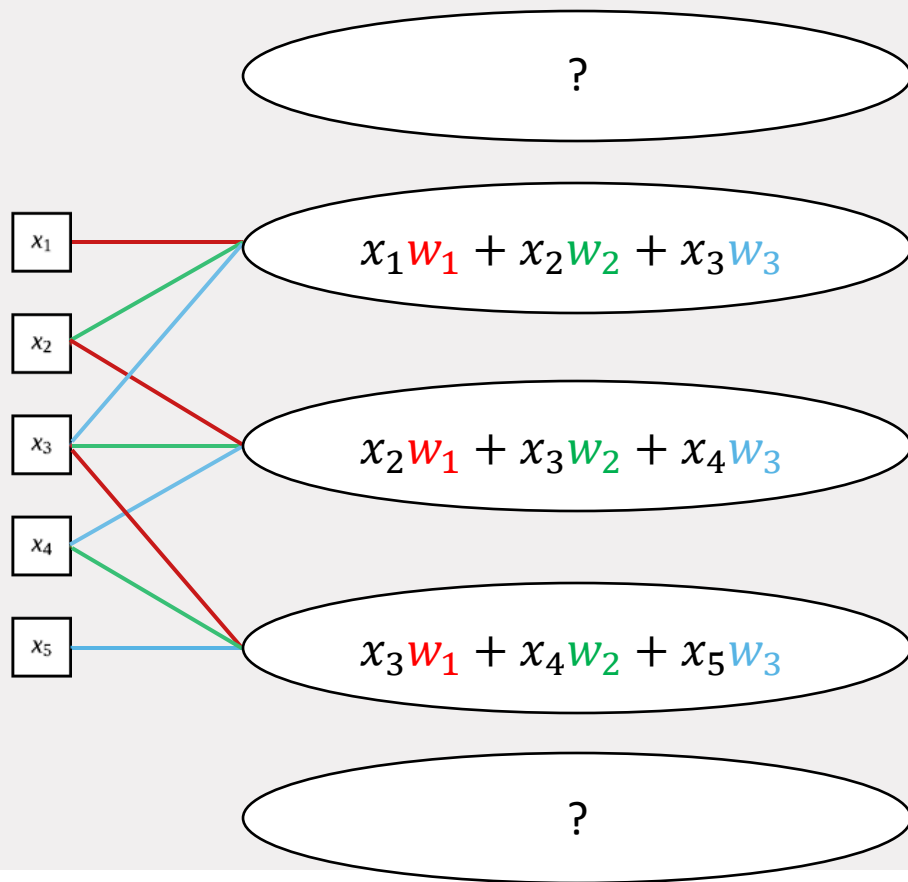 ?
x₁
x₁w₁ + x₂w₂ + x₃w₃
x₂
x₃
x₂w₁ + x₃w₂ + x₄w₃
x₄
x₅
x₃w₁ + x₄w₂ + x₅w₃
?